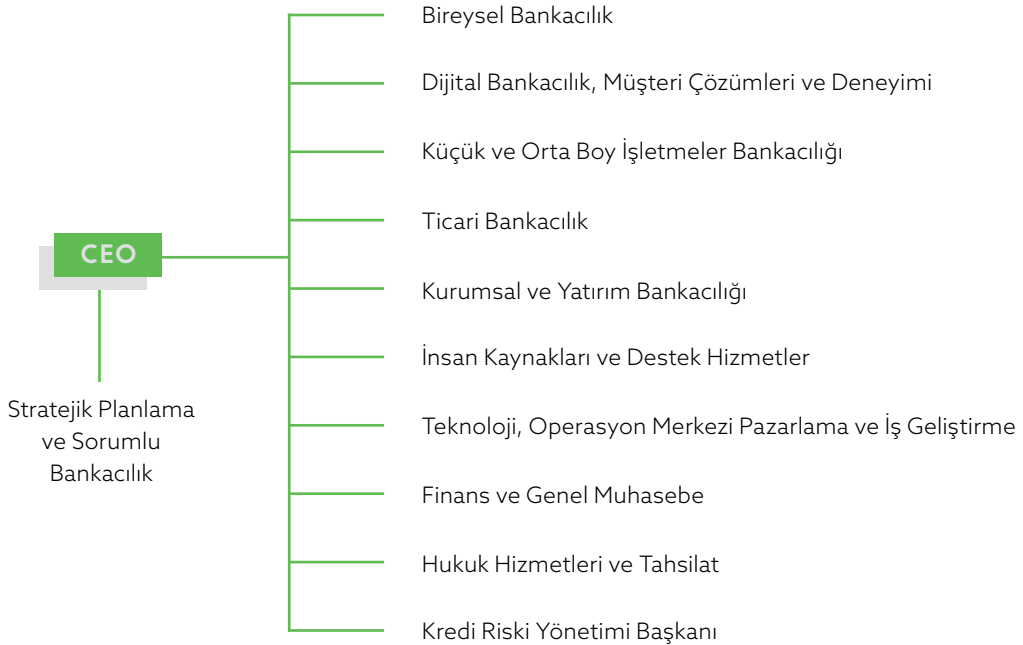 Bireysel Bankacılık
Dijital Bankacılık, Müşteri Çözümleri ve Deneyimi
Küçük ve Orta Boy İşletmeler Bankacılığı
Ticari Bankacılık
CEO
Kurumsal ve Yatırım Bankacılığı
İnsan Kaynakları ve Destek Hizmetler
Stratejik Planlama
ve Sorumlu
Bankacılık
Teknoloji, Operasyon Merkezi Pazarlama ve İş Geliştirme
Finans ve Genel Muhasebe
Hukuk Hizmetleri ve Tahsilat
Kredi Riski Yönetimi Başkanı